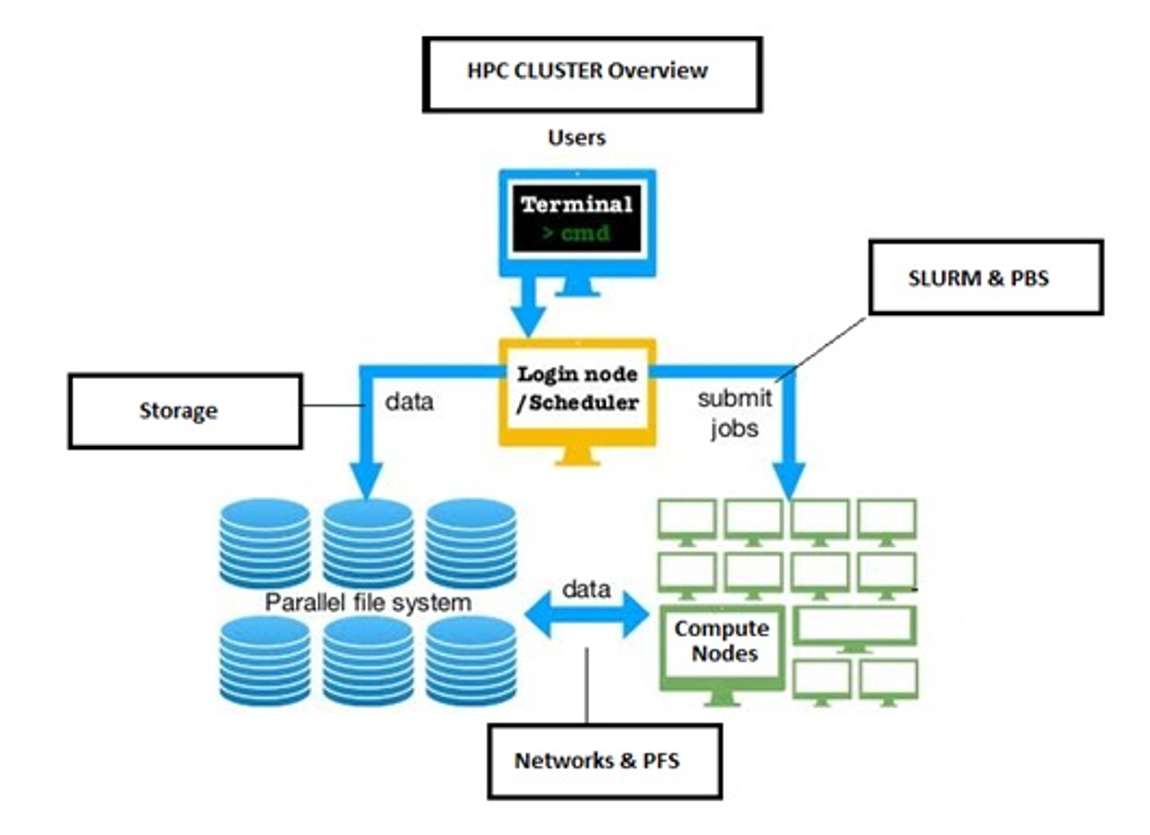 HPC CLUSTER Overview
Users
Terminal
> cmd
SLURM & PBS
Login node
/Scheduler
Storage
data
submit
jobs
data
Parallel file system
Compute
Nodes
Networks & PFS